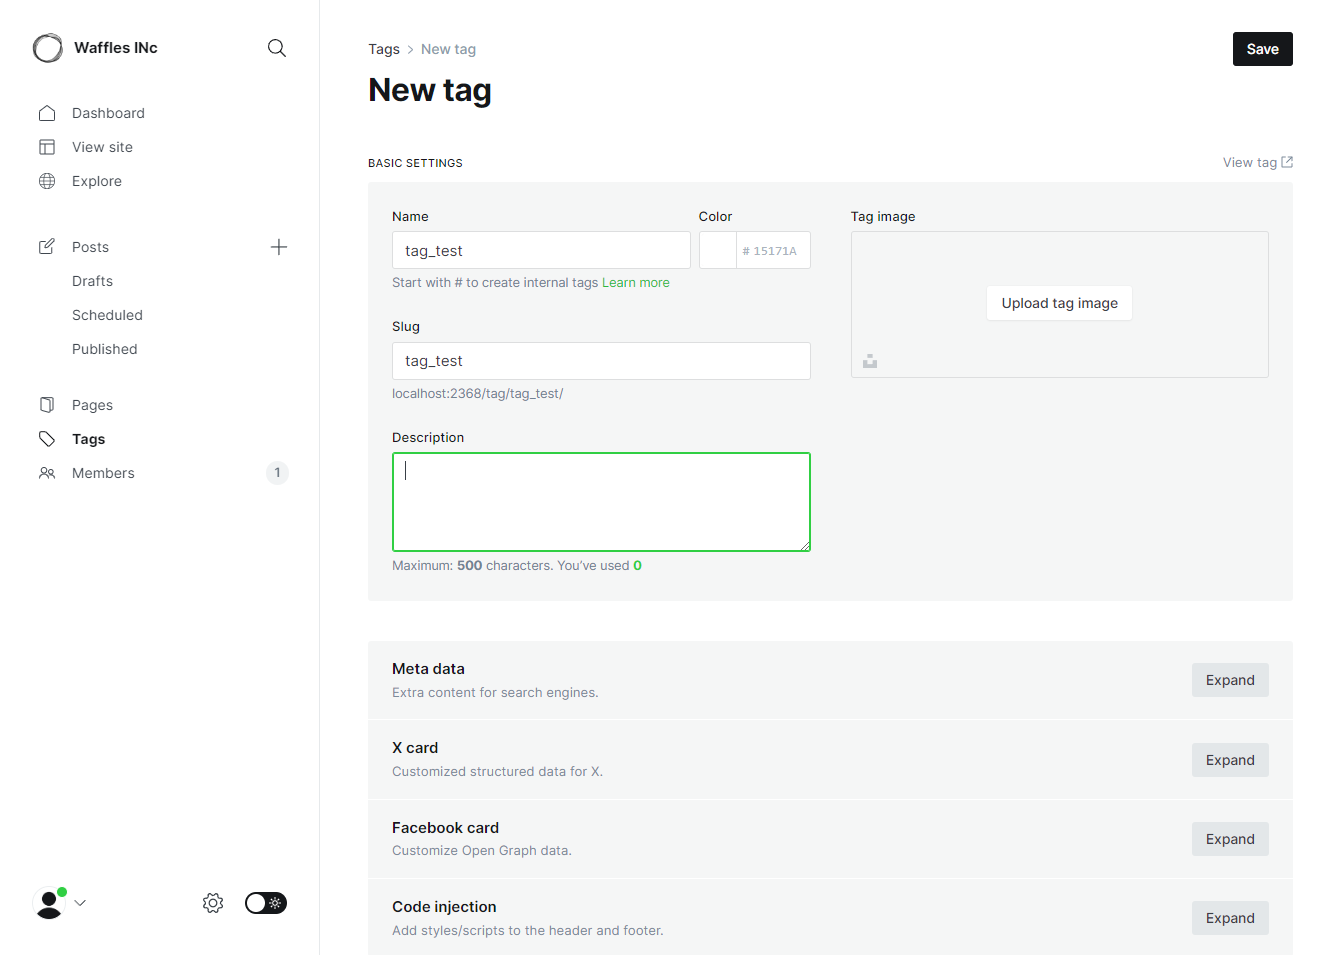 Waffles INc
Dashboard
View site
Explore
Posts
Drafts
Scheduled
Published
Pages
Tags
Members 1
Tags > New tag
Save
New tag
BASIC SETTINGS
View tag
Name
tag_test
Start with # to create internal tags Learn more
Color
# 15171A
Slug
tag_test
localhost:2368/tag/tag_test/
Description
Maximum: 500 characters. You’ve used 0
Tag image
Upload tag image
Meta data
Extra content for search engines.
Expand
X card
Customized structured data for X.
Expand
Facebook card
Customize Open Graph data.
Expand
Code injection
Add styles/scripts to the header and footer.
Expand